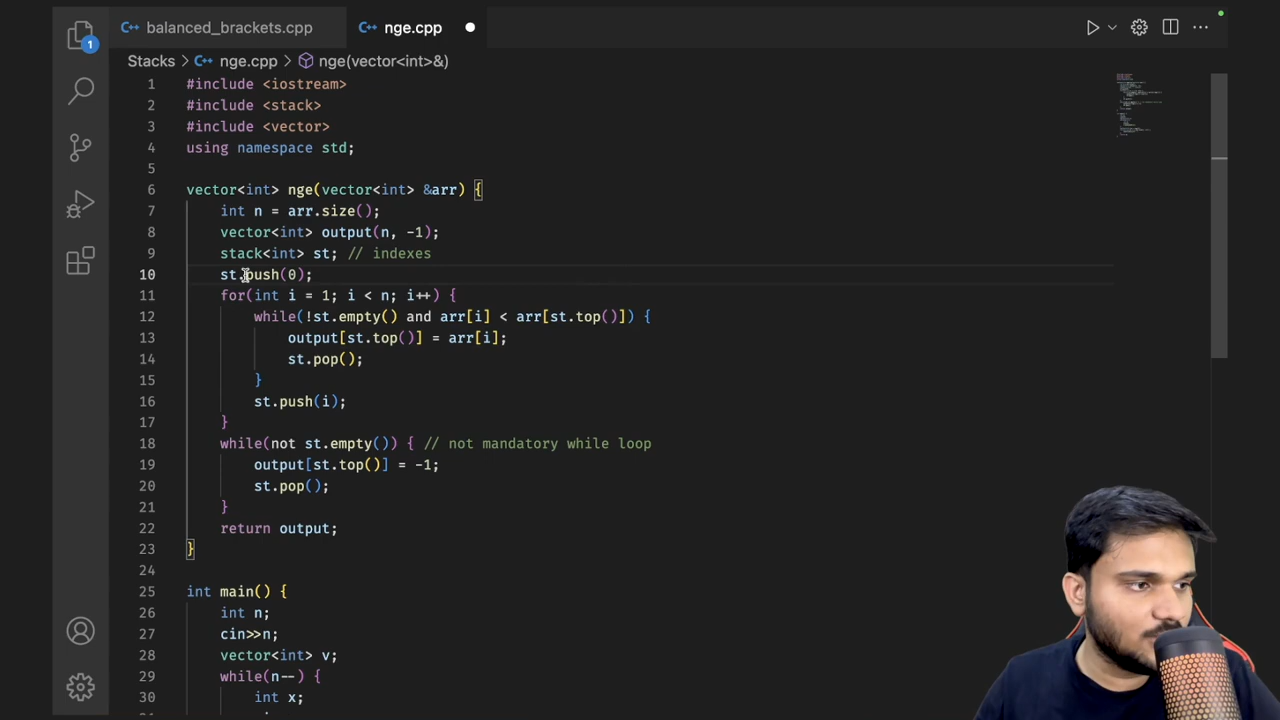 balanced_brackets.cpp
nge.cpp
1
Stacks > nge.cpp > nge(vector<int>&)
1 #include <iostream>
2 #include <stack>
3 #include <vector>
4 using namespace std;
5
6 vector<int> nge(vector<int> &arr) {
7 int n = arr.size();
8 vector<int> output(n, -1);
9 stack<int> st; // indexes
10 st.push(0);
11 for(int i = 1; i < n; i++) {
12 while(!st.empty() and arr[i] < arr[st.top()]) {
13 output[st.top()] = arr[i];
14 st.pop();
15 }
16 st.push(i);
17 }
18 while(not st.empty()) { // not mandatory while loop
19 output[st.top()] = -1;
20 st.pop();
21 }
22 return output;
23 }
24
25 int main() {
26 int n;
27 cin>>n;
28 vector<int> v;
29 while(n--) {
30 int x;